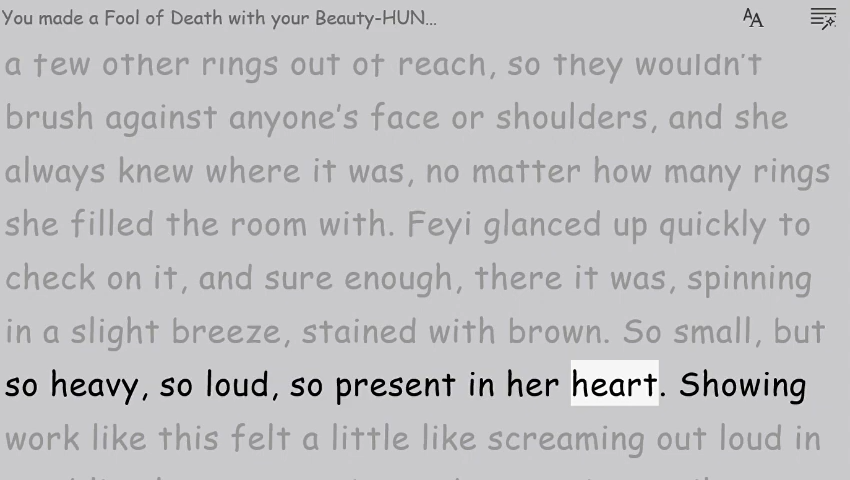 You made a Fool of Death with your Beauty-HUN...
AA
a few other rings out of reach, so they wouldn't
brush against anyone's face or shoulders, and she
always knew where it was, no matter how many rings
she filled the room with. Feyi glanced up quickly to
check on it, and sure enough, there it was, spinning
in a slight breeze, stained with brown. So small, but
so heavy, so loud, so present in her heart. Showing
work like this felt a little like screaming out loud in